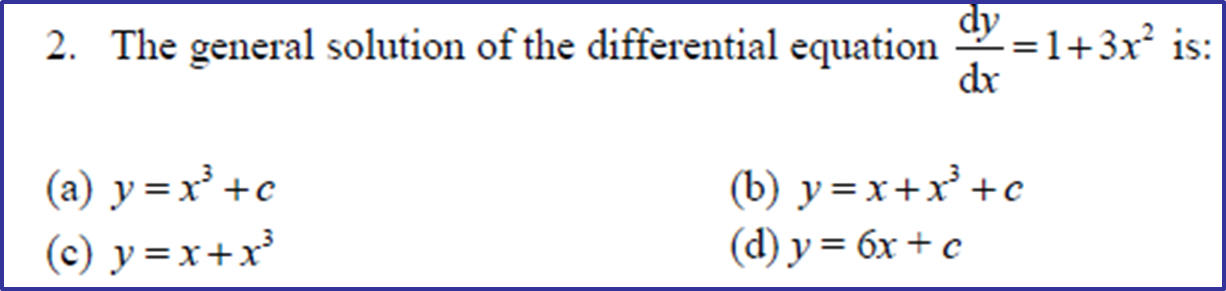 2. The general solution of the differential equation dy/dx = 1+3x² is:
(a) y = x³ + c (b) y = x + x³ + c
(c) y = x + x³ (d) y = 6x + c